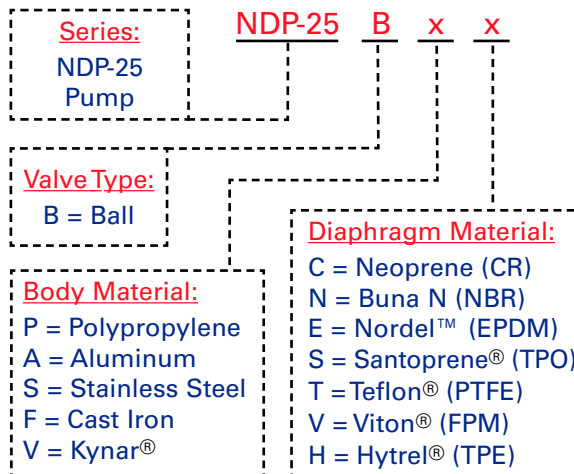 NDP-25 B x x
Series:
NDP-25
Pump
Valve Type:
B = Ball
Body Material:
P = Polypropylene
A = Aluminum
S = Stainless Steel
F = Cast Iron
V = Kynar®
Diaphragm Material:
C = Neoprene (CR)
N = Buna N (NBR)
E = Nordel™ (EPDM)
S = Santoprene® (TPO)
T = Teflon® (PTFE)
V = Viton® (FPM)
H = Hytrel® (TPE)